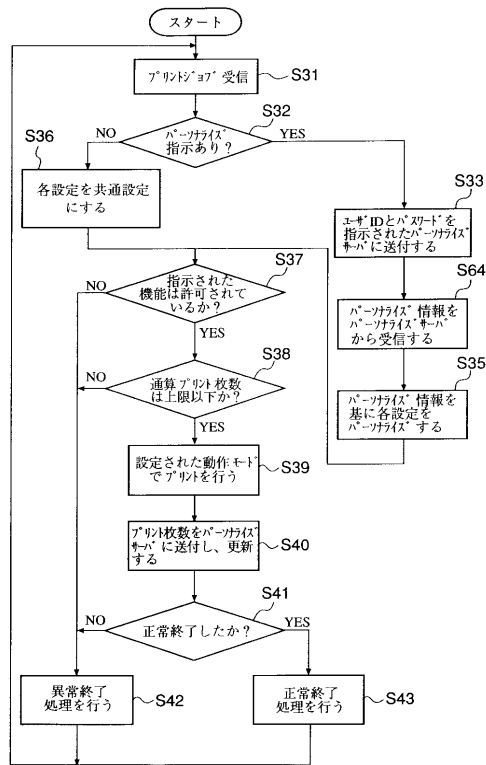 スタート
プリントジョブ受信
S31
パーソナライズ
指示あり?
S32
NO
YES
S36
各設定を共通設定
にする
S33
ユーザIDとパスワードを
指示されたパーソナライズ
サーバに送付する
S64
パーソナライズ情報を
パーソナライズサーバ
から受信する
S35
パーソナライズ情報を
基に各設定を
パーソナライズする
S37
指示された
機能は許可されて
いるか?
NO
YES
S38
通算プリント枚数
は上限以下か?
NO
YES
設定された動作モード
でプリントを行う
S39
プリント枚数をパーソナライズ
サーバに送付し、更新
する
S40
S41
正常終了したか?
NO
YES
異常終了
処理を行う
S42
正常終了
処理を行う
S43